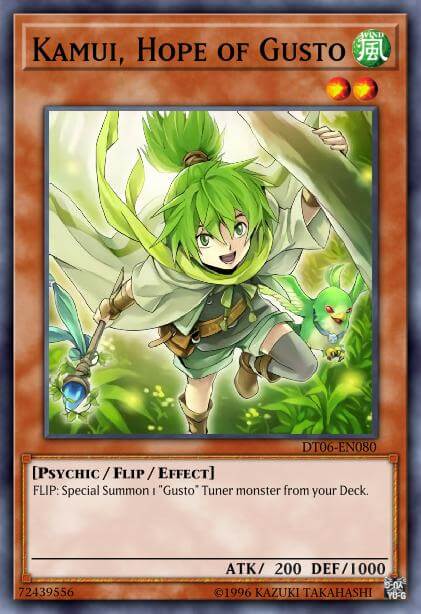 Kamui, Hope of Gusto
WIND
風
DT06-EN080
[Psychic / Flip / Effect]
FLIP: Special Summon 1 "Gusto" Tuner monster from your Deck.
ATK/ 200 DEF/1000
72439556
©1996 KAZUKI TAKAHASHI